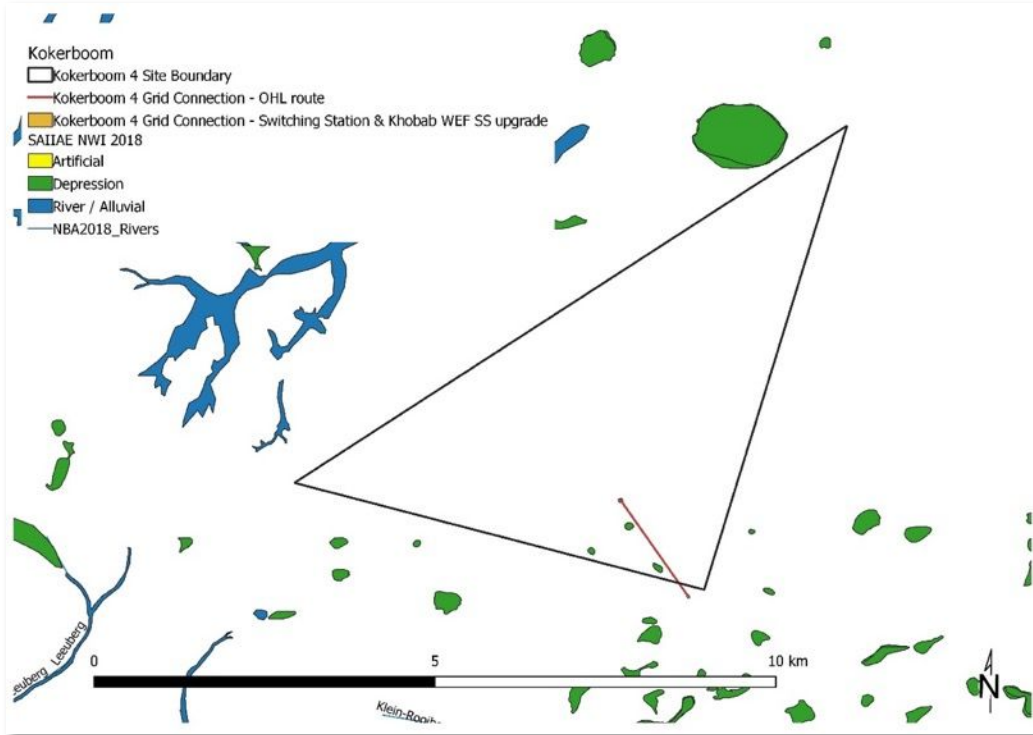 Kokerboom
Kokerboom 4 Site Boundary
Kokerboom 4 Grid Connection - OHL route
Kokerboom 4 Grid Connection - Switching Station & Khobab WEF SS upgrade
SAIIAE NWI 2018
Artificial
Depression
River / Alluvial
NBA2018_Rivers
Leeuberg
0 5 10 km
N